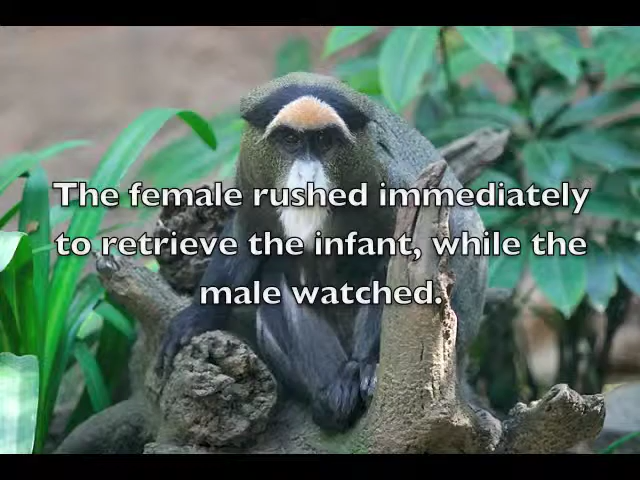 The female rushed immediately
to retrieve the infant, while the
male watched.